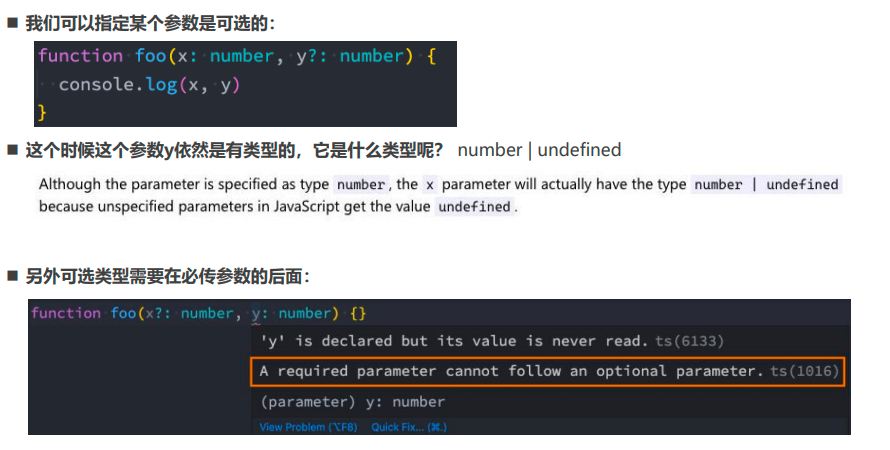 ■ 我们可以指定某个参数是可选的：
function foo(x: number, y?: number) {
  console.log(x, y)
}
■ 这个时候这个参数y依然是有类型的，它是什么类型呢？ number | undefined
Although the parameter is specified as type number, the x parameter will actually have the type number | undefined
because unspecified parameters in JavaScript get the value undefined.
■ 另外可选类型需要在必传参数的后面：
function foo(x?: number, y: number) {}
'y' is declared but its value is never read. ts(6133)
A required parameter cannot follow an optional parameter. ts(1016)
(parameter) y: number
View Problem (⌥F8) Quick Fix... (⌘.)